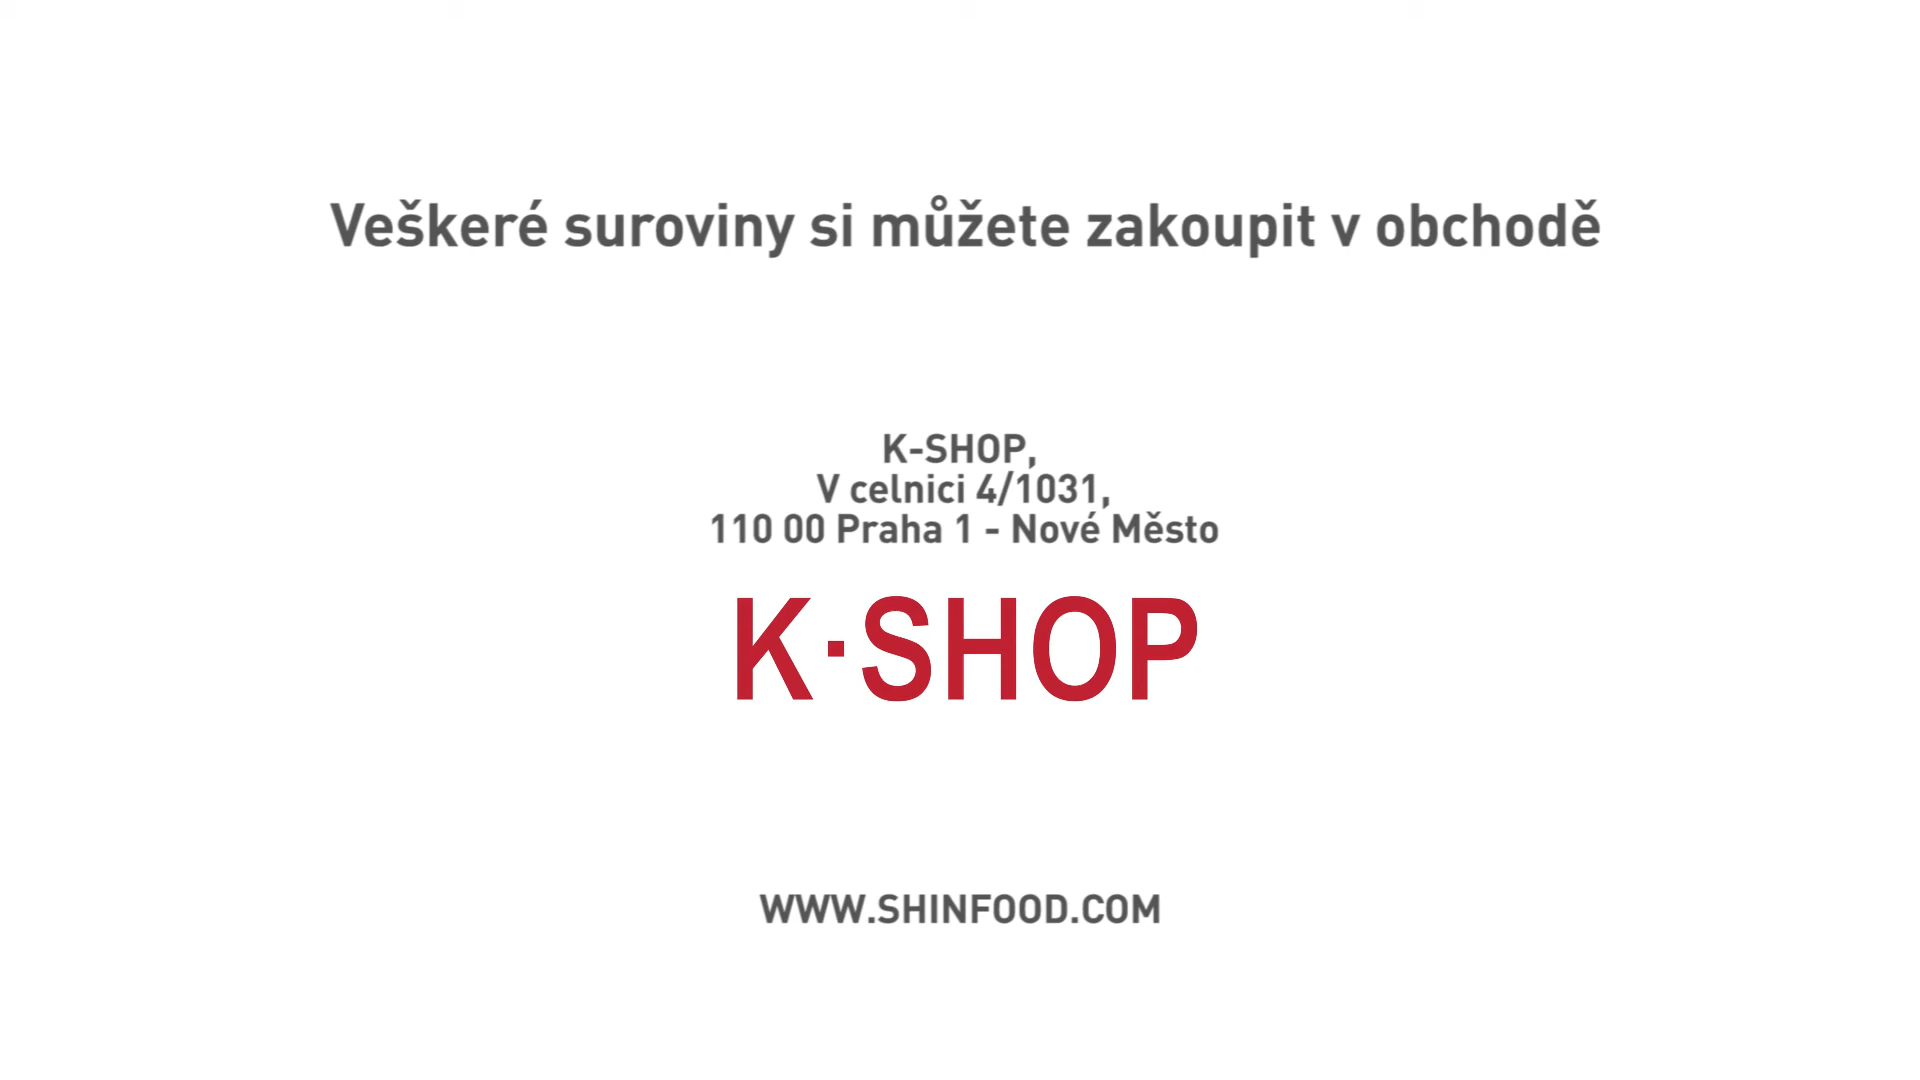 Veškeré suroviny si můžete zakoupit v obchodě
K-SHOP,
V celnici 4/1031,
110 00 Praha 1 - Nové Město
K·SHOP
WWW.SHINFOOD.COM